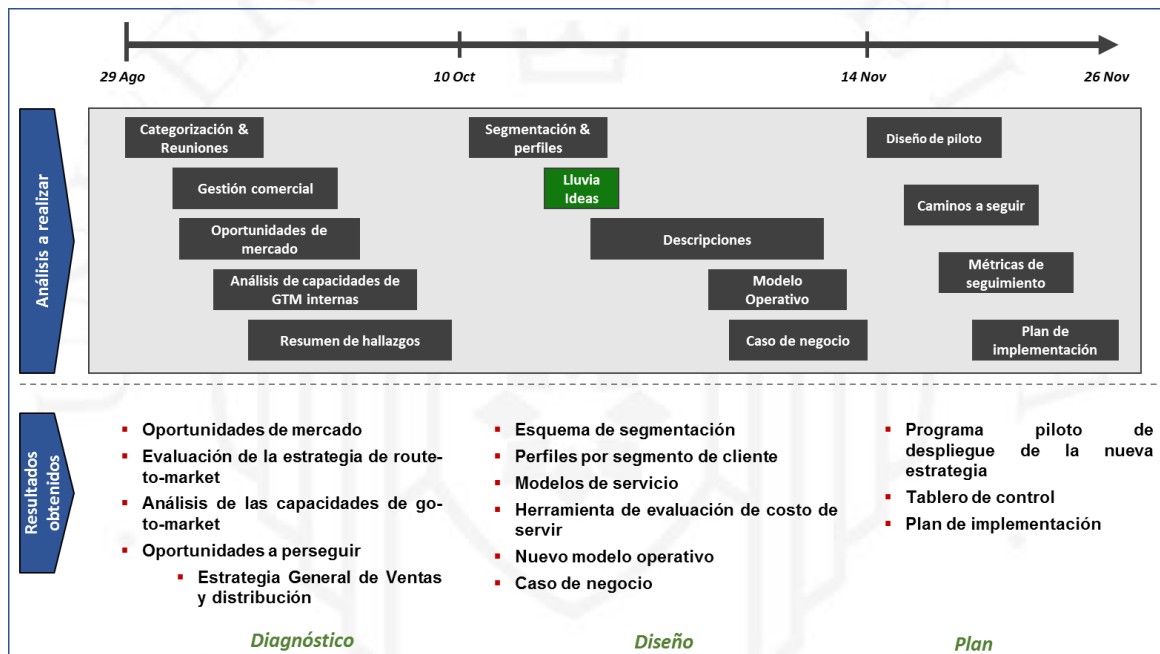 29 Ago
10 Oct
14 Nov
26 Nov
Análisis a realizar
Categorización &
Reuniones
Gestión comercial
Oportunidades de
mercado
Análisis de capacidades de
GTM internas
Resumen de hallazgos
Segmentación &
perfiles
Lluvia
Ideas
Descripciones
Modelo
Operativo
Caso de negocio
Diseño de piloto
Caminos a seguir
Métricas de
seguimiento
Plan de
implementación
Resultados
obtenidos
▪ Oportunidades de mercado
▪ Evaluación de la estrategia de route-
to-market
▪ Análisis de las capacidades de go-
to-market
▪ Oportunidades a perseguir
▪ Estrategia General de Ventas
y distribución
Diagnóstico
▪ Esquema de segmentación
▪ Perfiles por segmento de cliente
▪ Modelos de servicio
▪ Herramienta de evaluación de costo de
servir
▪ Nuevo modelo operativo
▪ Caso de negocio
Diseño
▪ Programa piloto de
despliegue de la nueva
estrategia
▪ Tablero de control
▪ Plan de implementación
Plan